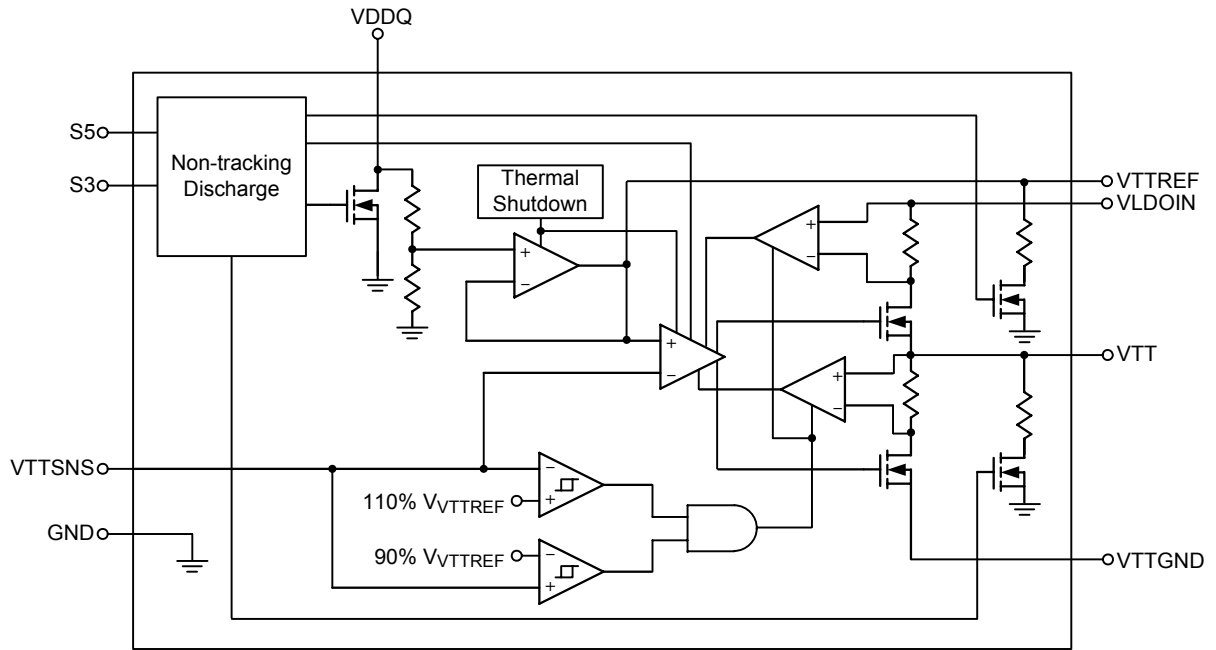 VDDQ
S5
S3
Non-tracking
Discharge
Thermal
Shutdown
VTTREF
VLDOIN
+
−
+
−
+
−
VTT
+
−
VTTSNS
−
110% VVTTREF
+
GND
90% VVTTREF
−
+
VTTGND